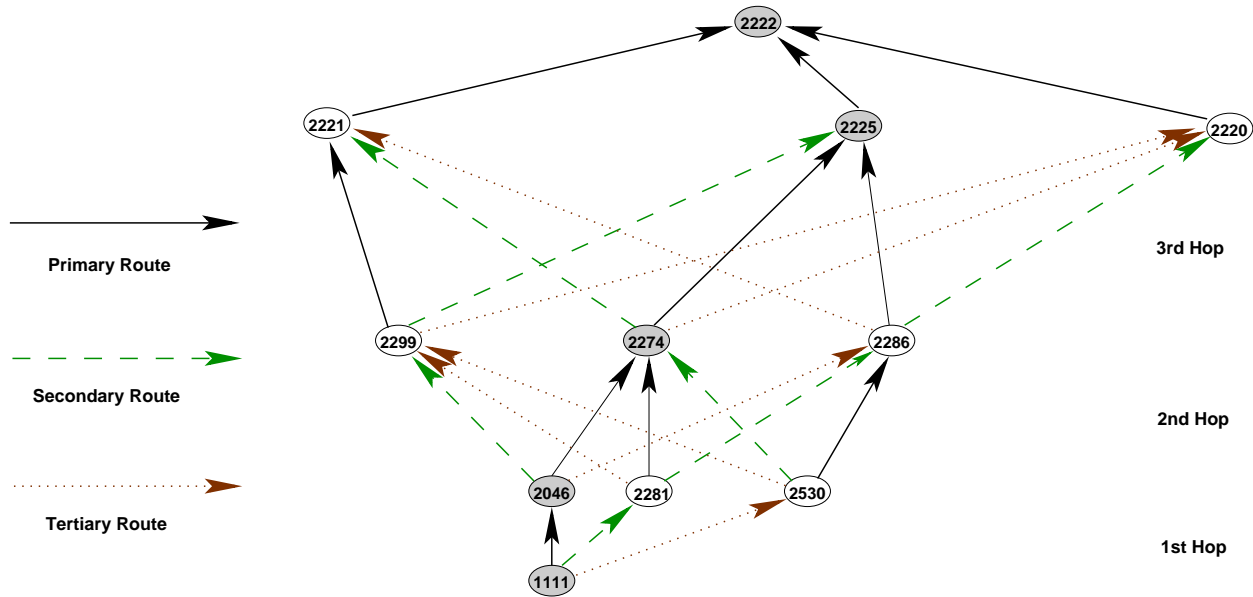 2222
2221
2225
2220
Primary Route
3rd Hop
2299
2274
2286
Secondary Route
2nd Hop
2046
2281
2530
Tertiary Route
1st Hop
1111